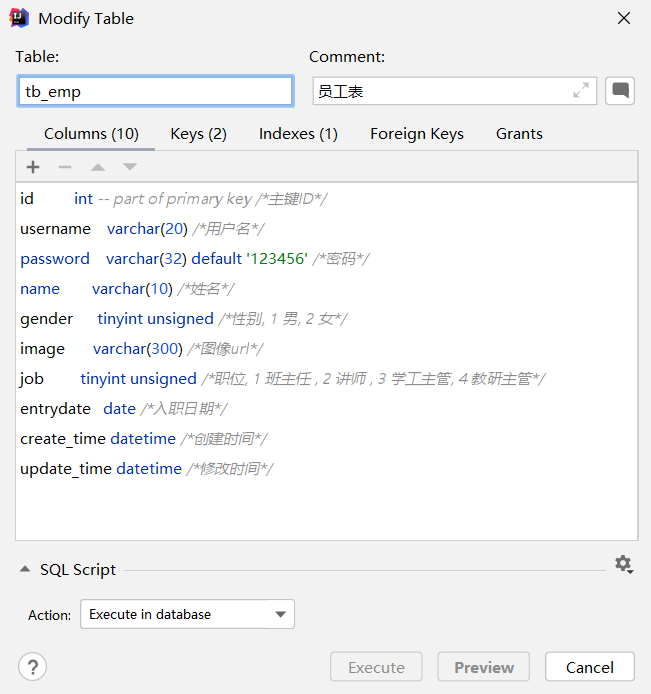 Modify Table
Table: Comment:
tb_emp 员工表
Columns (10) Keys (2) Indexes (1) Foreign Keys Grants
id int -- part of primary key /*主键ID*/
username varchar(20) /*用户名*/
password varchar(32) default '123456' /*密码*/
name varchar(10) /*姓名*/
gender tinyint unsigned /*性别, 1 男, 2 女*/
image varchar(300) /*图像url*/
job tinyint unsigned /*职位, 1 班主任 , 2 讲师 , 3 学工主管, 4 教研主管*/
entrydate date /*入职日期*/
create_time datetime /*创建时间*/
update_time datetime /*修改时间*/
SQL Script
Action: Execute in database
? Execute Preview Cancel